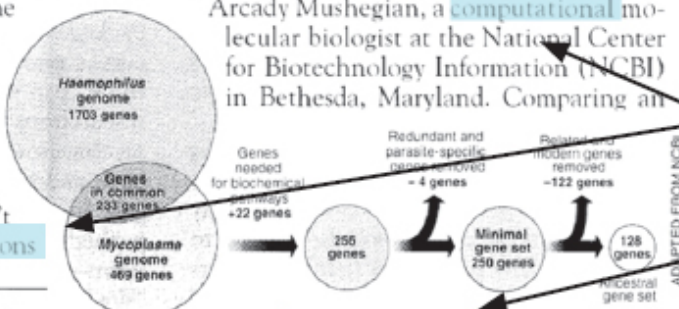 Arcady Mushegian, a computational mo-
lecular biologist at the National Center
for Biotechnology Information (NCBI)
in Bethesda, Maryland. Comparing an
Haemophilus
genome
1703 genes
Genes
in common
233 genes
Mycoplasma
genome
469 genes
Genes
needed
for biochemical
pathways
+22 genes
255
genes
Redundant and
parasite-specific
genes removed
– 4 genes
Minimal
gene set
250 genes
Related and
modern genes
removed
–122 genes
128
genes
Ancestral
gene set
ADAPTED FROM NCBI
ons